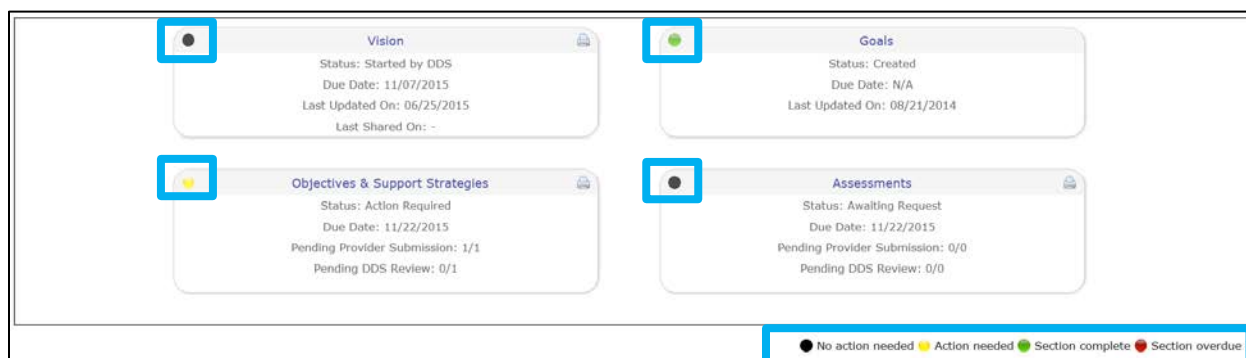 Vision
Status: Started by DDS
Due Date: 11/07/2015
Last Updated On: 06/25/2015
Last Shared On: -
Goals
Status: Created
Due Date: N/A
Last Updated On: 08/21/2014
Objectives & Support Strategies
Status: Action Required
Due Date: 11/22/2015
Pending Provider Submission: 1/1
Pending DDS Review: 0/1
Assessments
Status: Awaiting Request
Due Date: 11/22/2015
Pending Provider Submission: 0/0
Pending DDS Review: 0/0
No action needed Action needed Section complete Section overdue